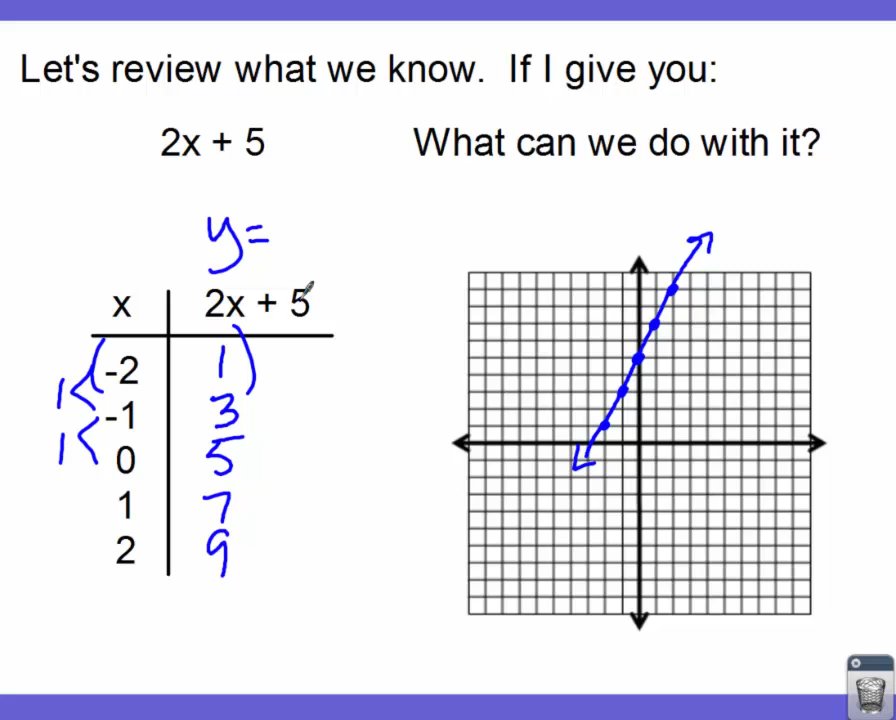 Let's review what we know. If I give you:
2x + 5 What can we do with it?
y=
x 2x + 5
(-2 1)
1< -1 3
1< 0 5
1 7
2 9